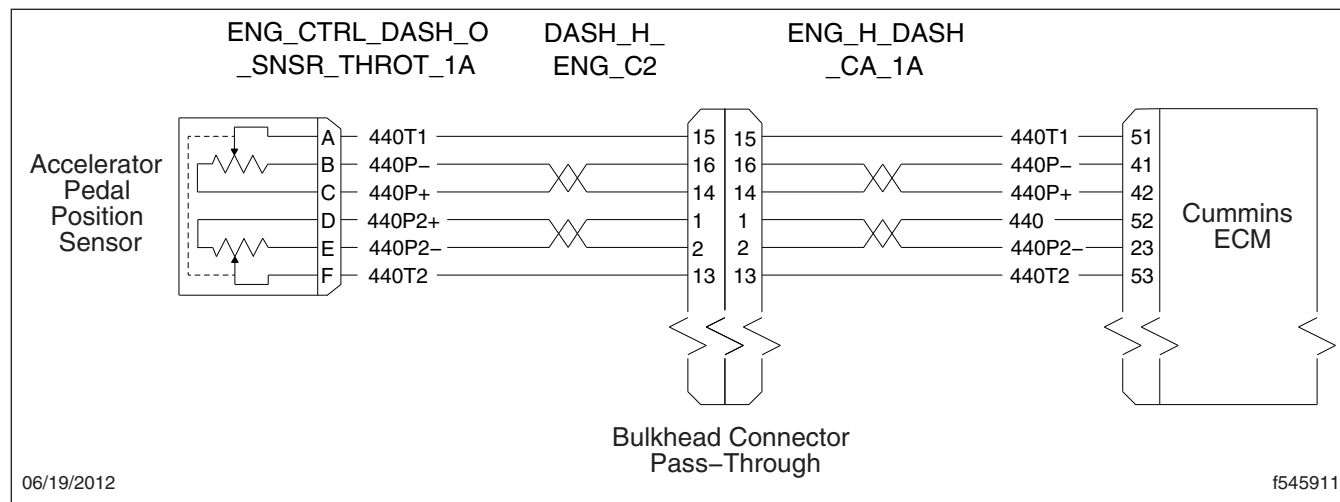 ENG_CTRL_DASH_O
_SNSR_THROT_1A
DASH_H_
ENG_C2
ENG_H_DASH
_CA_1A
Accelerator
Pedal
Position
Sensor
A 440T1 15 15 440T1 51
B 440P− 16 16 440P− 41
C 440P+ 14 14 440P+ 42
D 440P2+ 1 1 440 52
E 440P2− 2 2 440P2− 23
F 440T2 13 13 440T2 53
Cummins
ECM
Bulkhead Connector
Pass−Through
06/19/2012
f545911